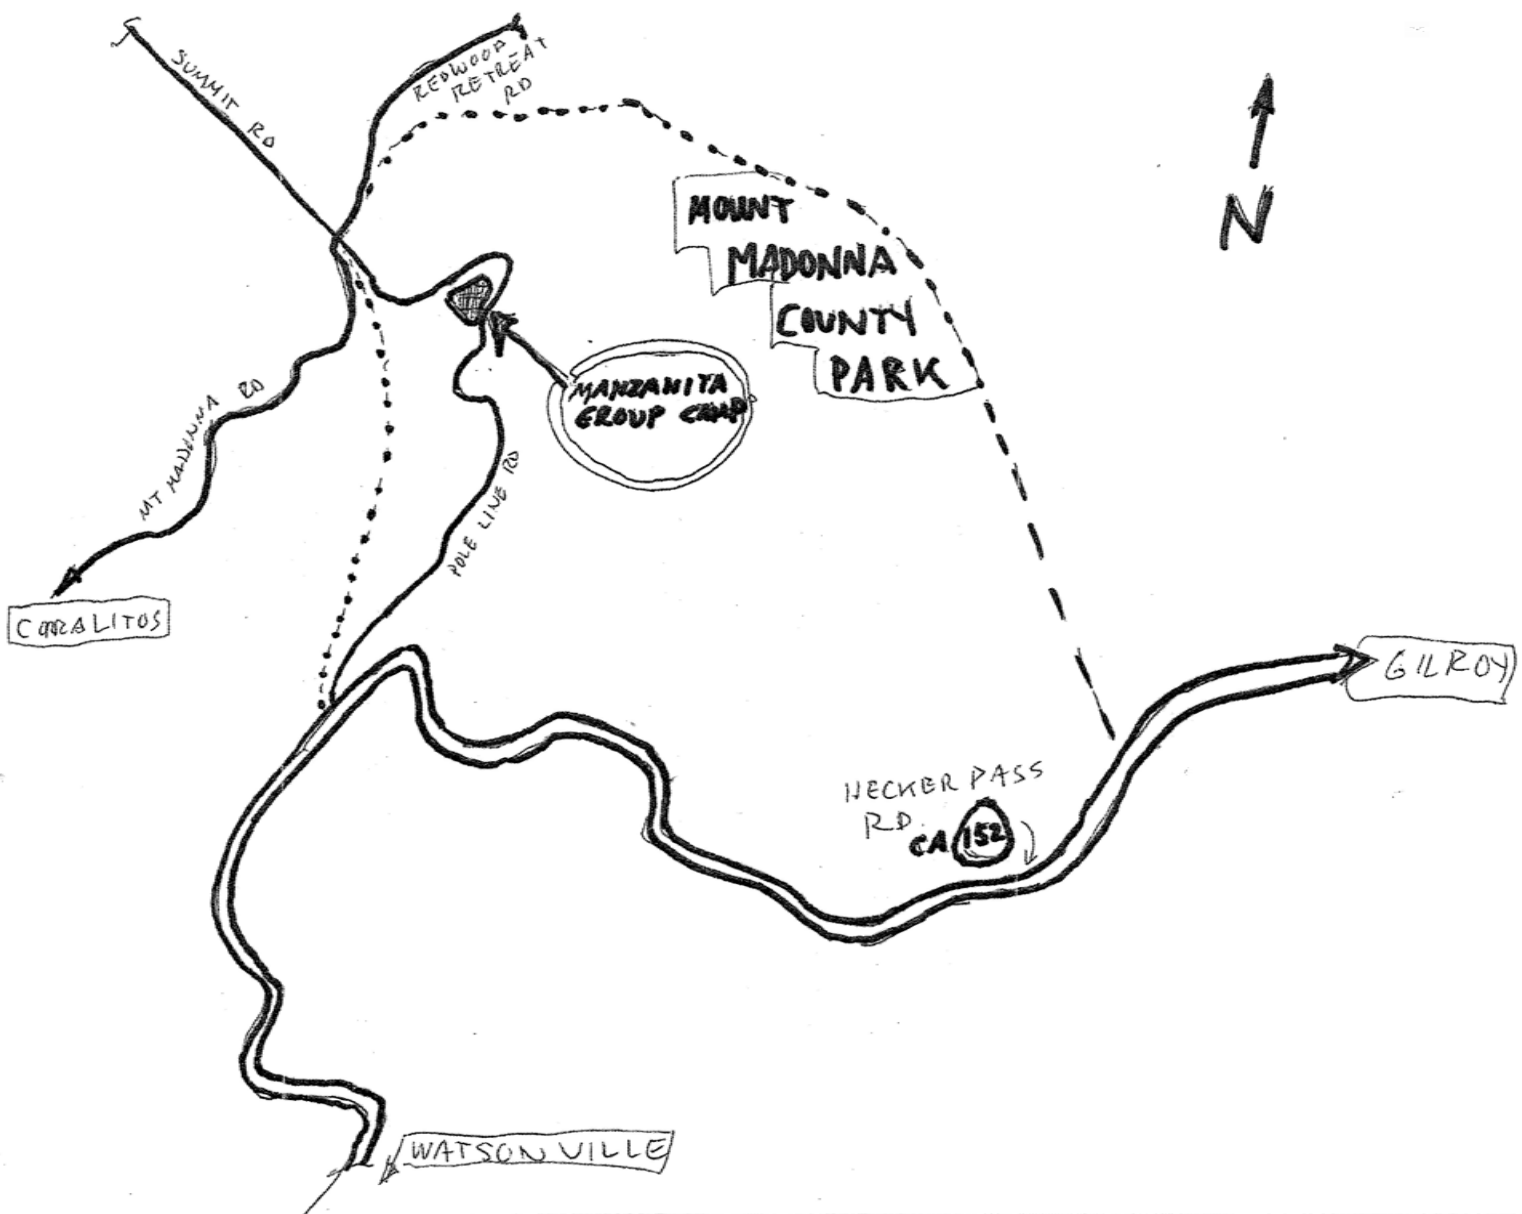 SUMMIT RD
REDWOOD
RETREAT
RD
N
MOUNT
MADONNA
COUNTY
PARK
MANZANITA
GROUP CAMP
MT MADONNA RD
POLE LINE RD
CORALITOS
GILROY
HECKER PASS
RD.
CA 152
WATSONVILLE